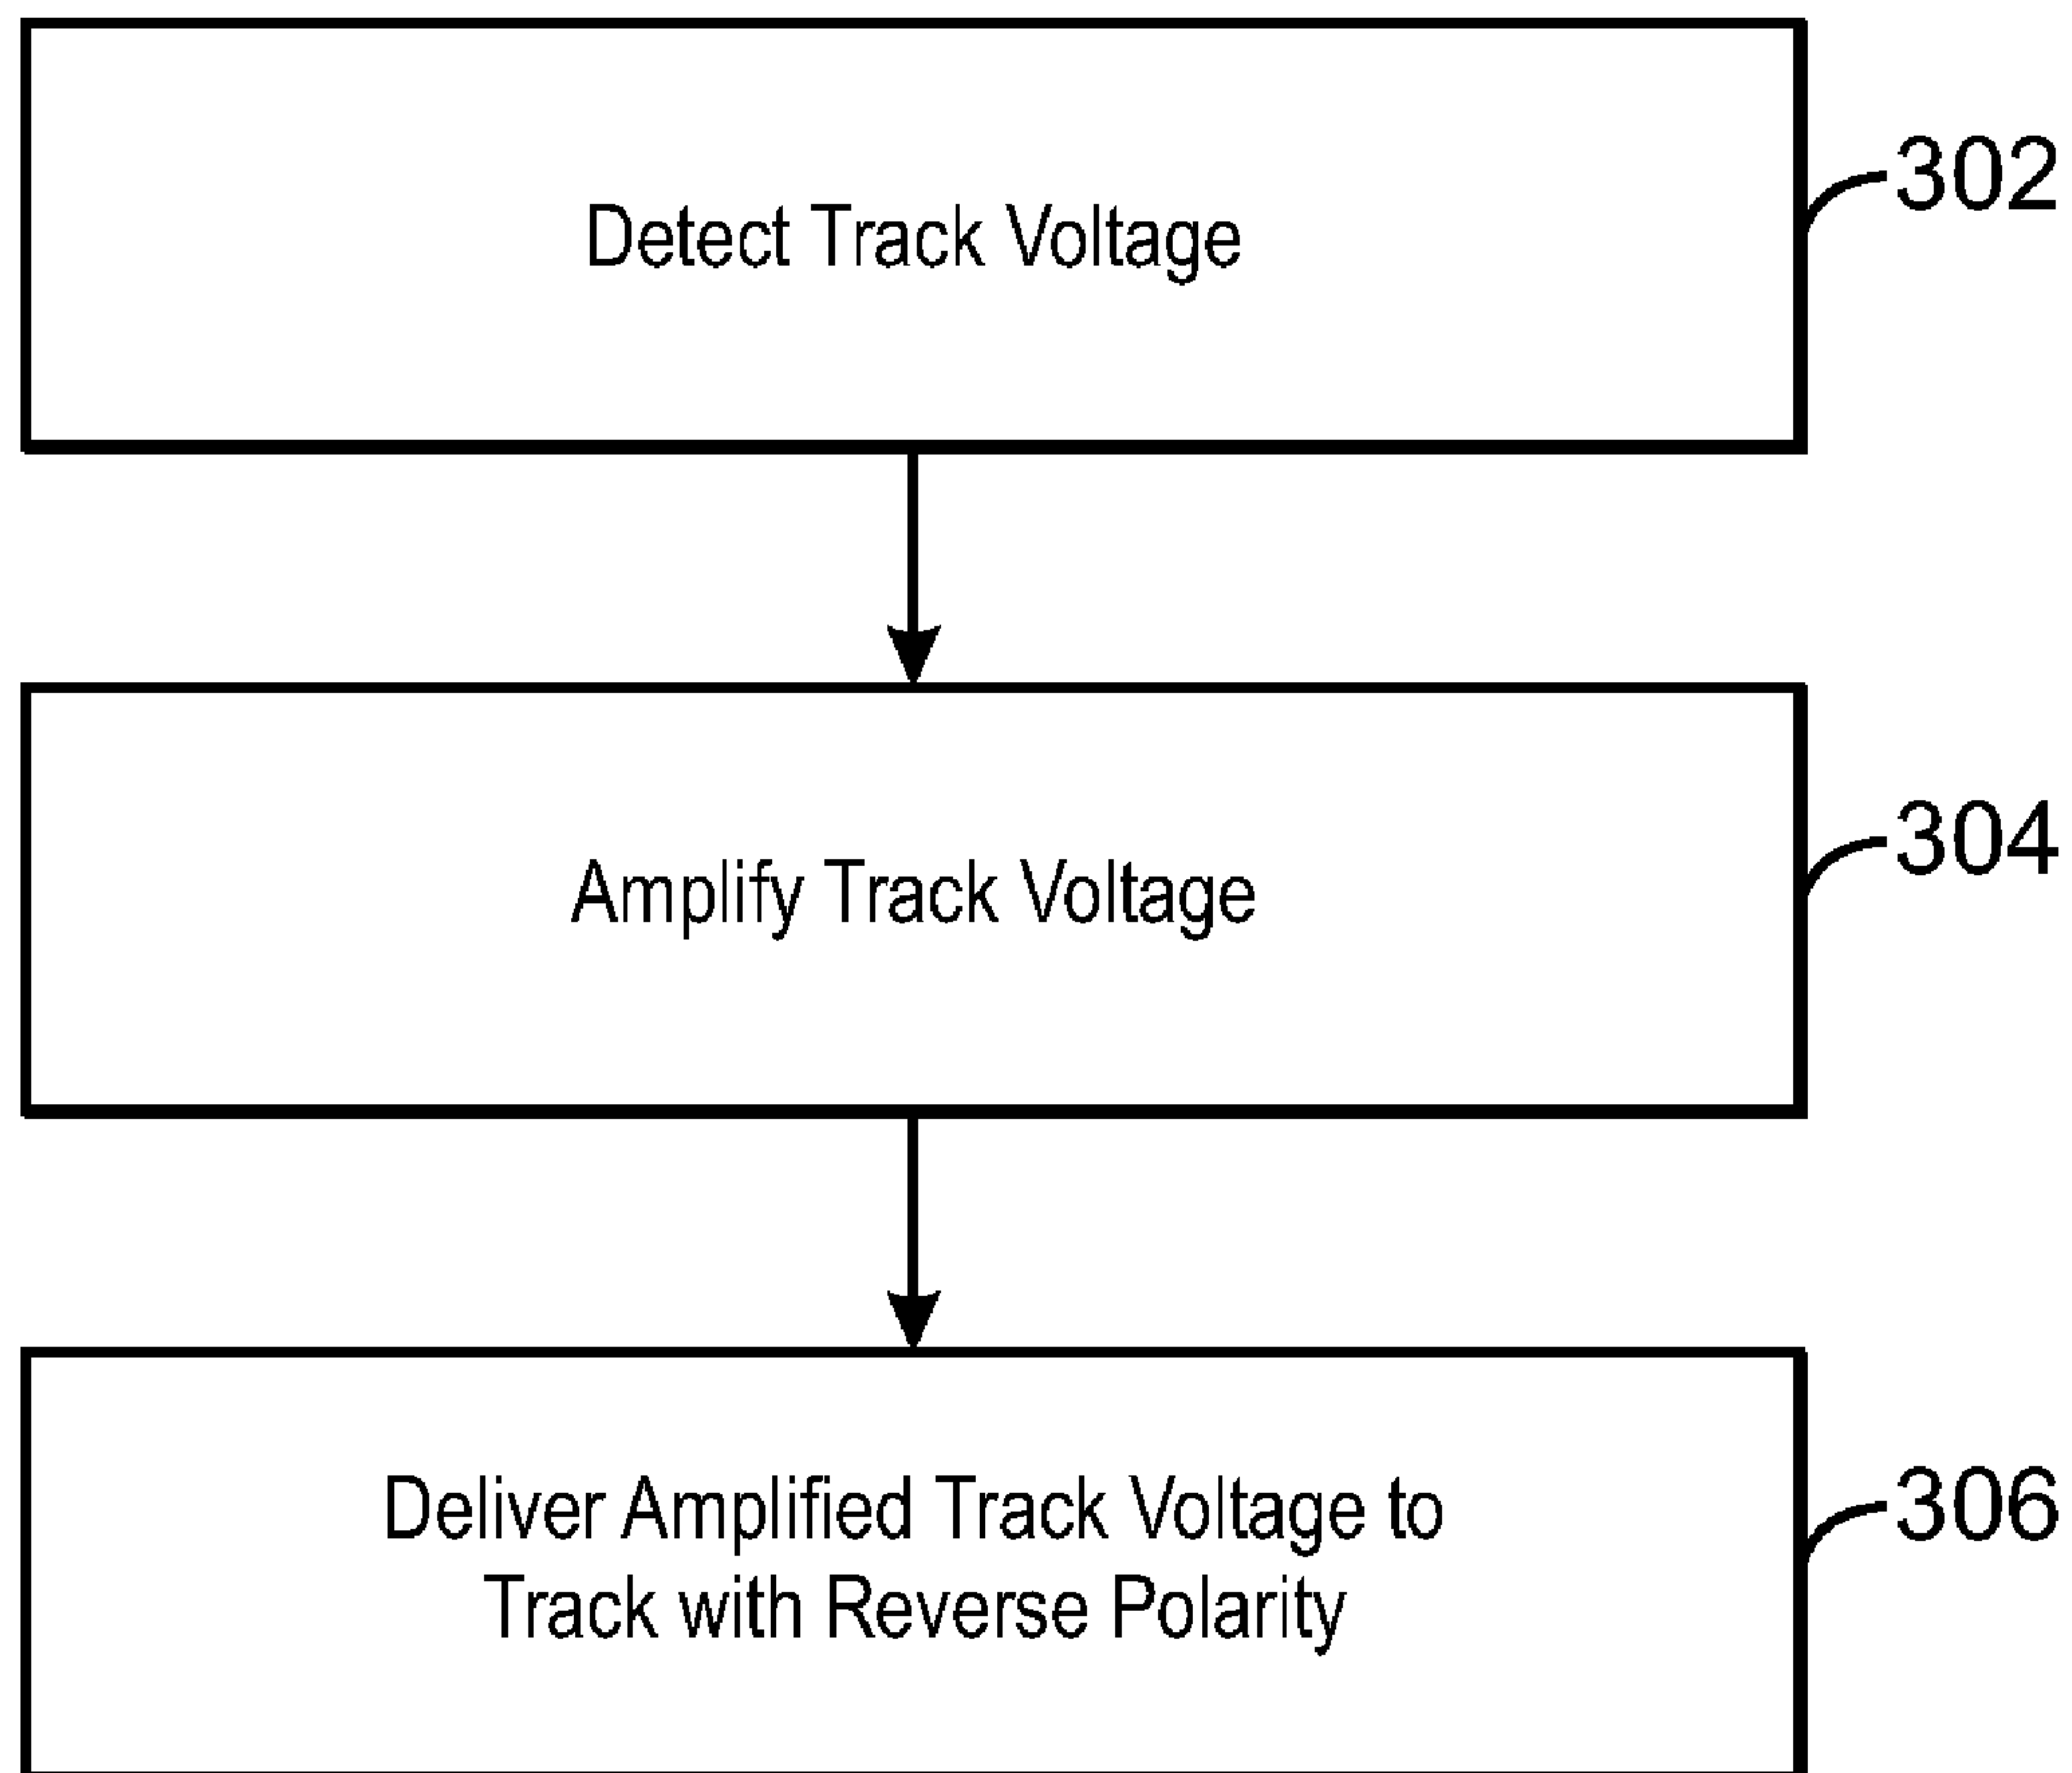 Detect Track Voltage
302
Amplify Track Voltage
304
Deliver Amplified Track Voltage to
Track with Reverse Polarity
306